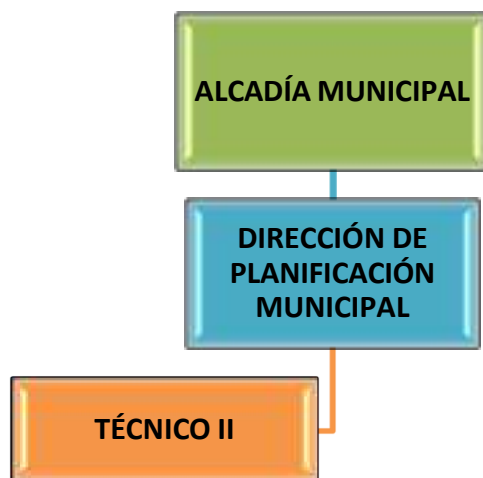 ALCADÍA MUNICIPAL
DIRECCIÓN DE
PLANIFICACIÓN
MUNICIPAL
TÉCNICO II